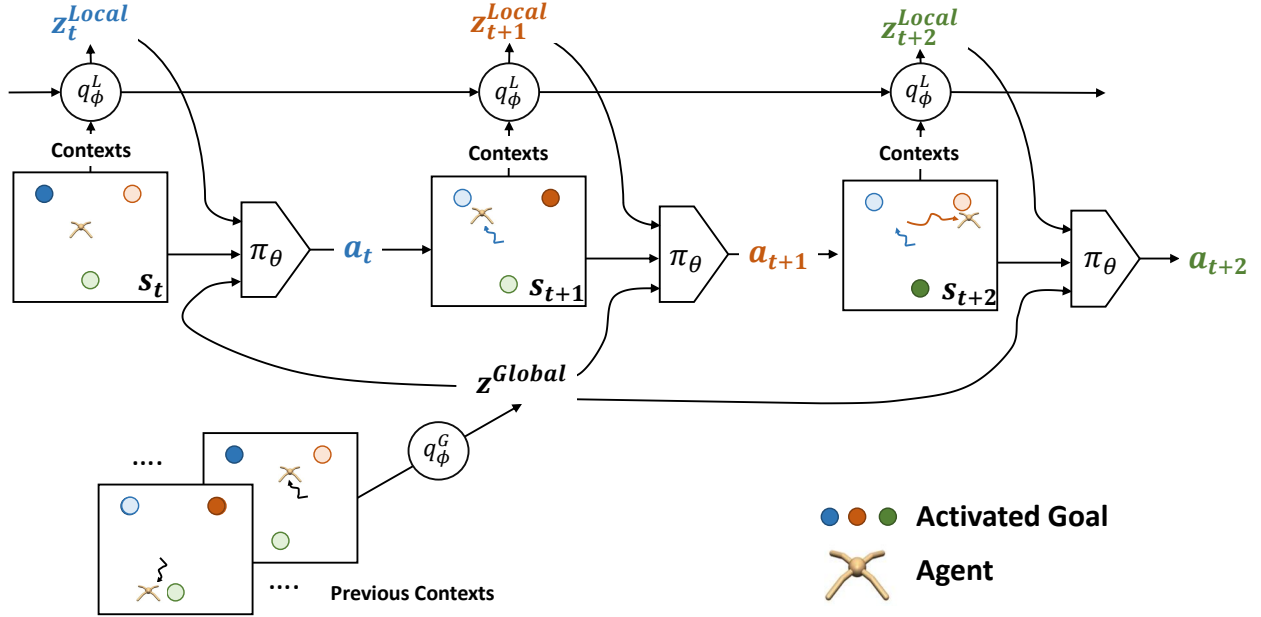 z_t^{Local} z_{t+1}^{Local} z_{t+2}^{Local}
q_ϕ^L q_ϕ^L q_ϕ^L
Contexts Contexts Contexts
s_t π_θ a_t s_{t+1} π_θ a_{t+1} s_{t+2} π_θ a_{t+2}
z^{Global}
q_ϕ^G
....
....
Previous Contexts
Activated Goal
Agent